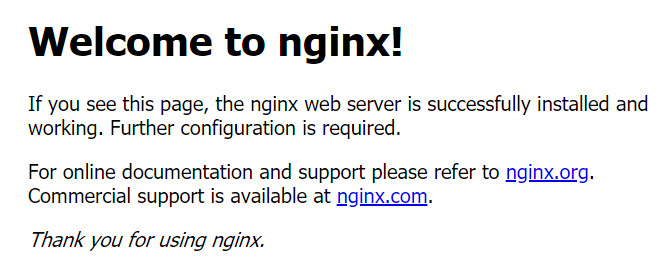 Welcome to nginx!
If you see this page, the nginx web server is successfully installed and
working. Further configuration is required.
For online documentation and support please refer to nginx.org.
Commercial support is available at nginx.com.
Thank you for using nginx.